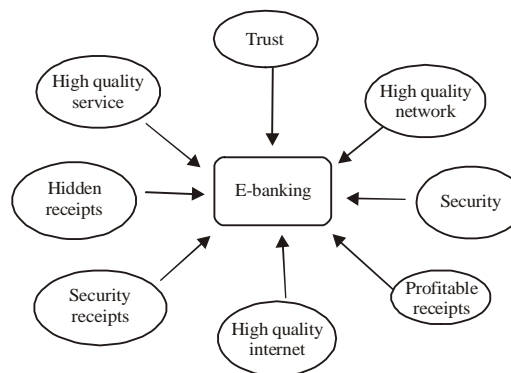 Trust
High quality
service
High quality
network
Hidden
receipts
E-banking
Security
Security
receipts
High quality
internet
Profitable
receipts